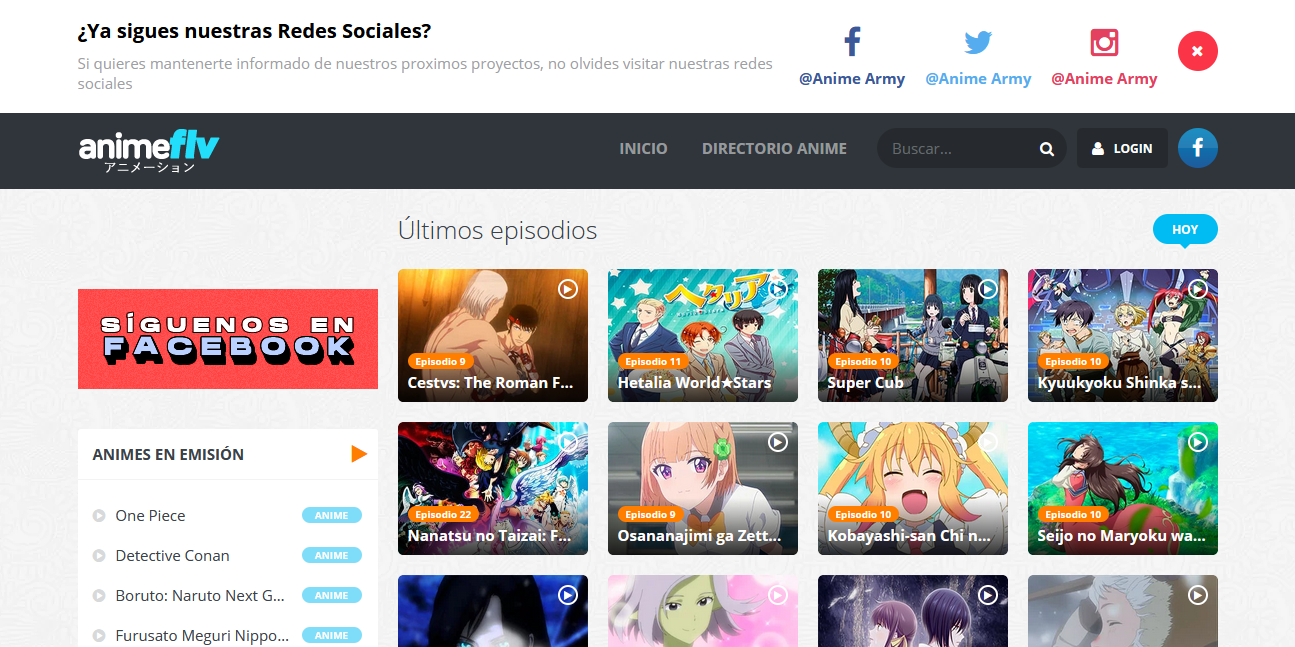 ¿Ya sigues nuestras Redes Sociales?
Si quieres mantenerte informado de nuestros proximos proyectos, no olvides visitar nuestras redes
sociales
@Anime Army
@Anime Army
@Anime Army
animeflv
アニメーション
INICIO
DIRECTORIO ANIME
Buscar...
LOGIN
Últimos episodios
HOY
SÍGUENOS EN
FACEBOOK
ANIMES EN EMISIÓN
One Piece
ANIME
Detective Conan
ANIME
Boruto: Naruto Next G...
ANIME
Furusato Meguri Nippo...
ANIME
Episodio 9
Cestvs: The Roman F...
ヘタリア
Episodio 11
Hetalia World★Stars
Episodio 10
Super Cub
Episodio 10
Kyuukyoku Shinka s...
Episodio 22
Nanatsu no Taizai: F...
Episodio 9
Osananajimi ga Zett...
Episodio 10
Kobayashi-san Chi n...
Episodio 10
Seijo no Maryoku wa...